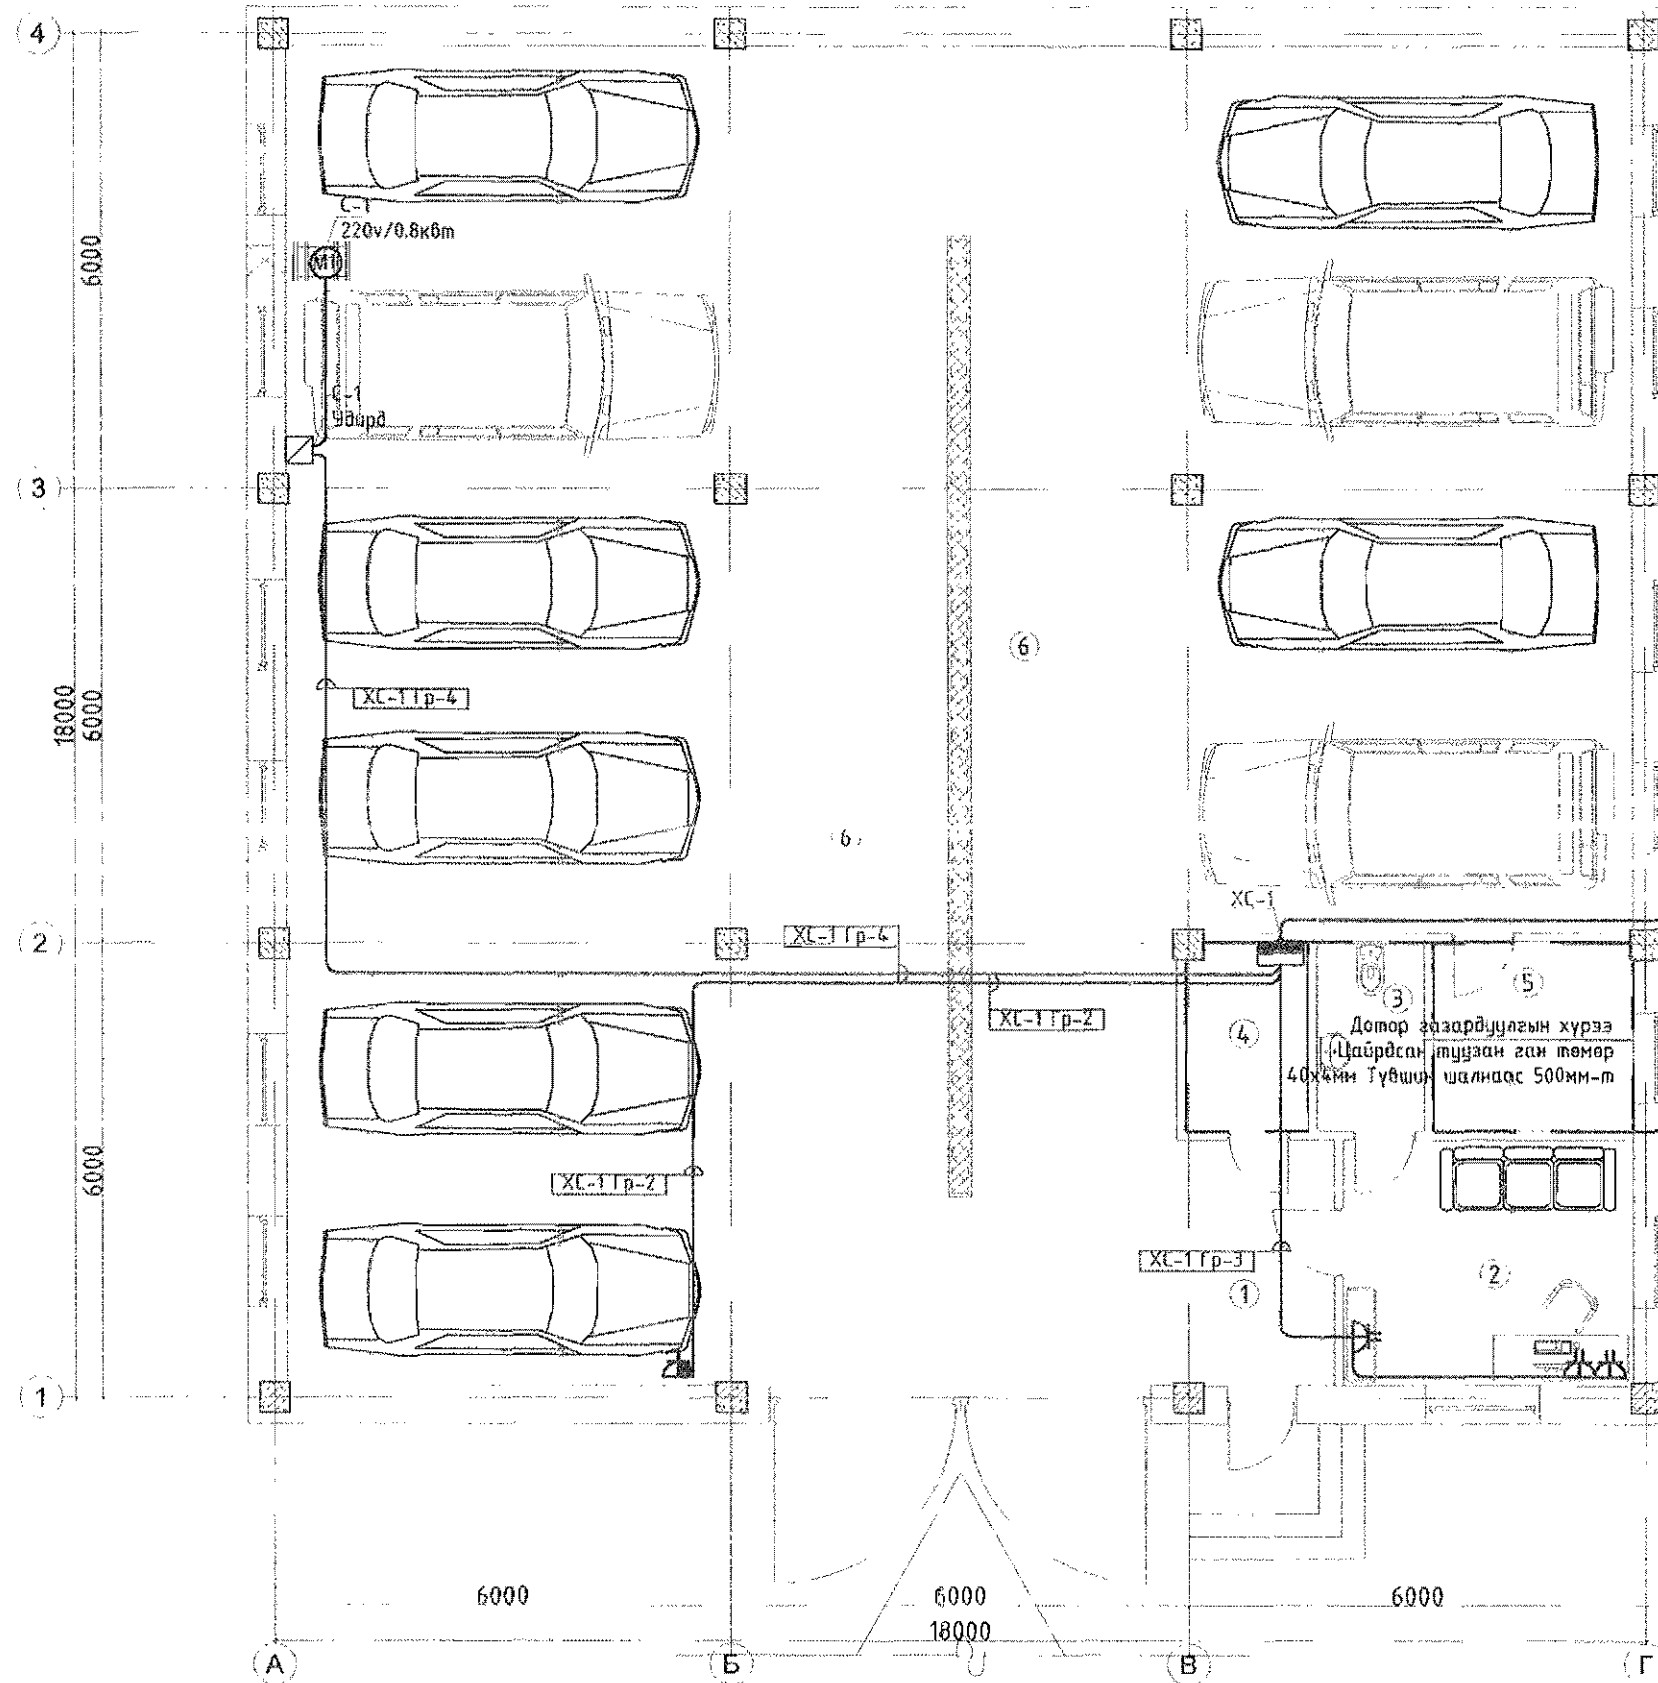 4
С-1
220v/0.8кВт
М1
6000
С-1
Удирд
3
6
ХС-1 Гр-4
18000
6000
6
ХС-1
2
ХС-1 Гр-4
ХС-1 Гр-2
3
5
4
Дотор газардуулгын хүрээ
Цайрдсан туузан ган төмөр
40x4мм Түвшин шалнаас 500мм-т
6000
ХС-1 Гр-2
ХС-1 Гр-3
2
1
1
6000
6000
6000
18000
А
Б
В
Г